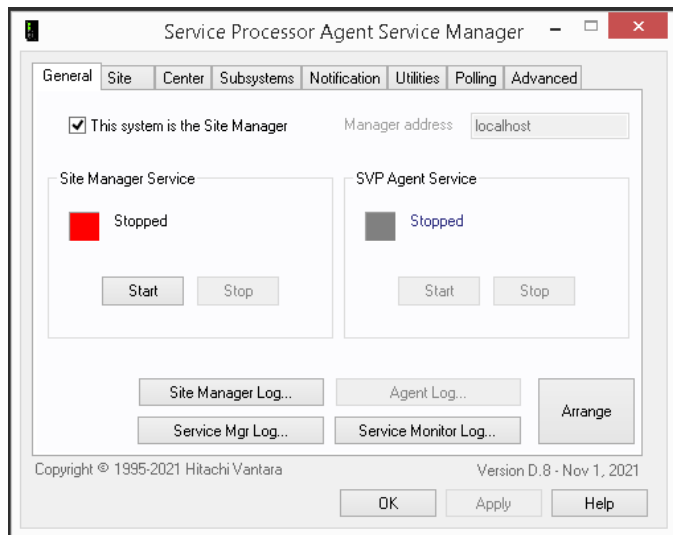 Service Processor Agent Service Manager
General Site Center Subsystems Notification Utilities Polling Advanced
This system is the Site Manager Manager address localhost
Site Manager Service SVP Agent Service
Stopped Stopped
Start Stop Start Stop
Site Manager Log... Agent Log...
Arrange
Service Mgr Log... Service Monitor Log...
Copyright © 1995-2021 Hitachi Vantara Version D.8 - Nov 1, 2021
OK Apply Help